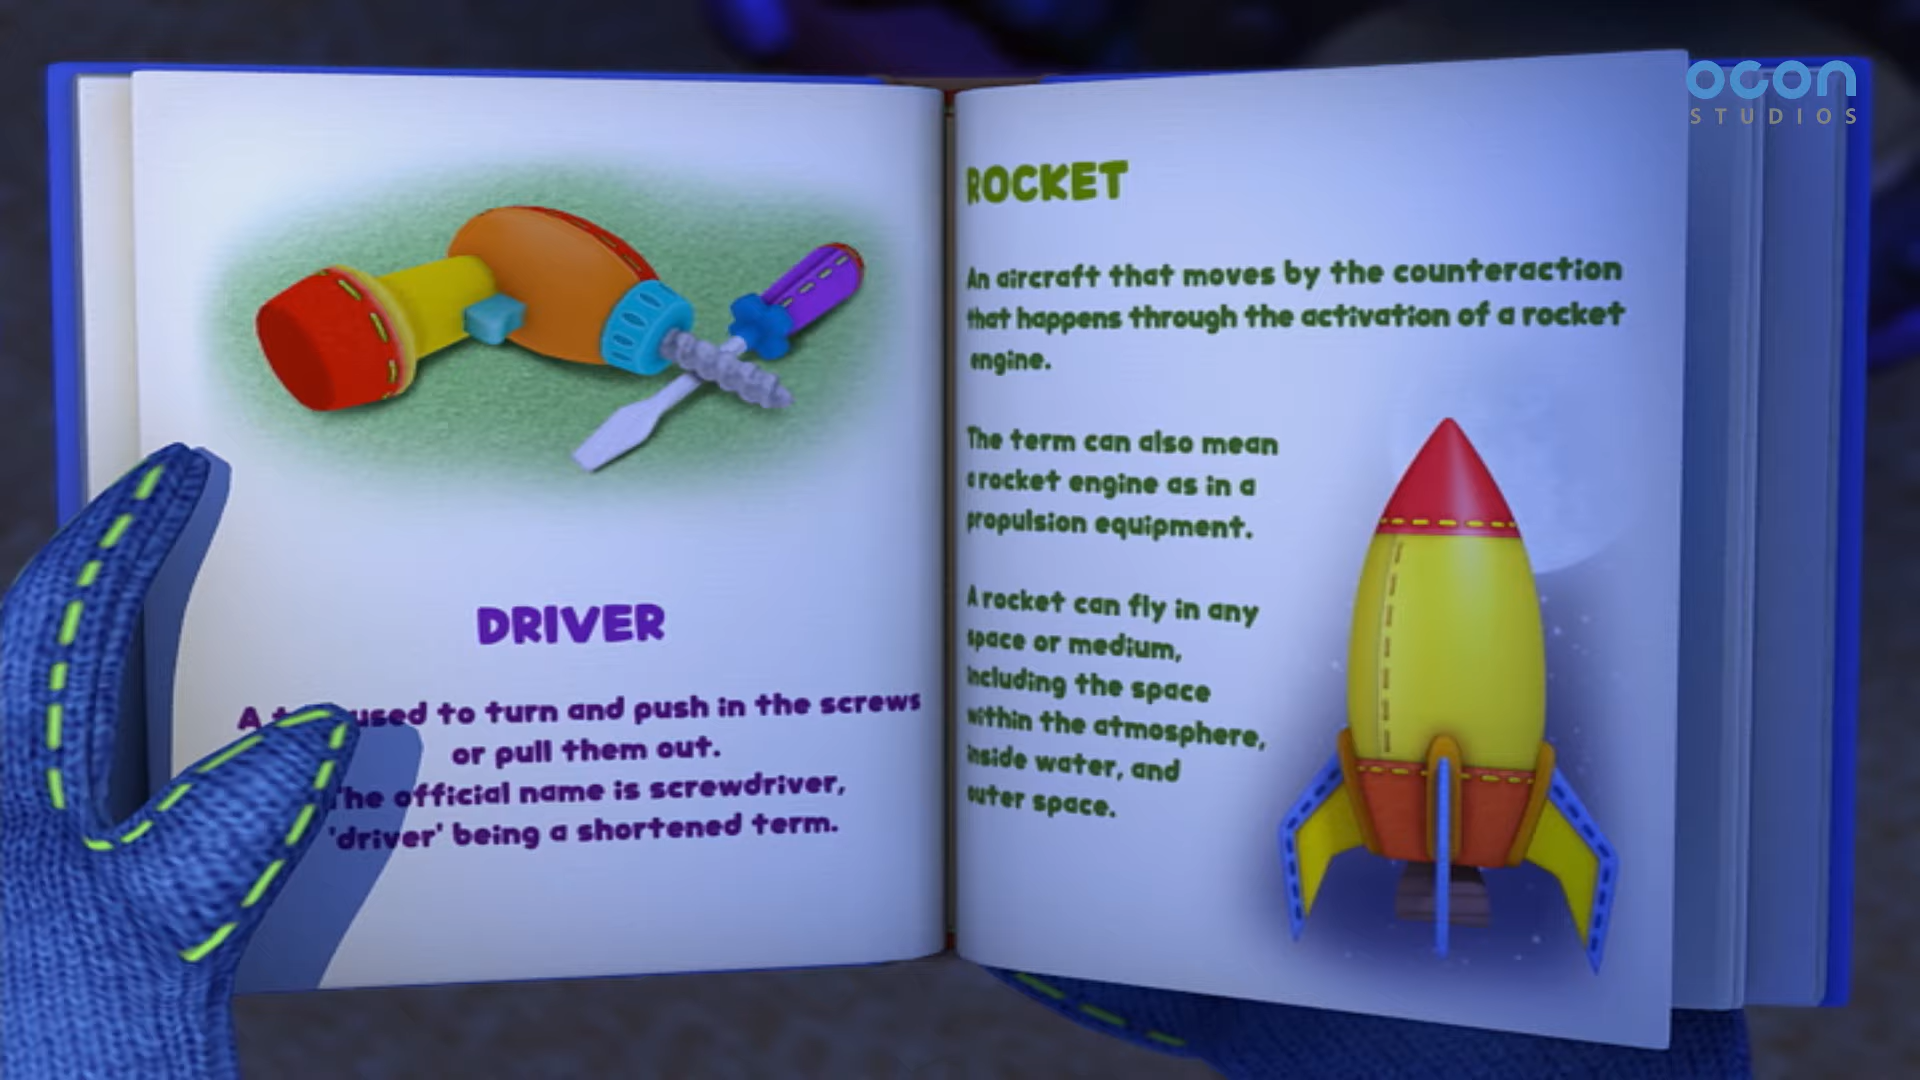 DRIVER
A used to turn and push in the screws
or pull them out.
The official name is screwdriver,
'driver' being a shortened term.
ROCKET
An aircraft that moves by the counteraction
that happens through the activation of a rocket
engine.
The term can also mean
a rocket engine as in a
propulsion equipment.
A rocket can fly in any
space or medium,
including the space
within the atmosphere,
inside water, and
outer space.
ocon
STUDIOS